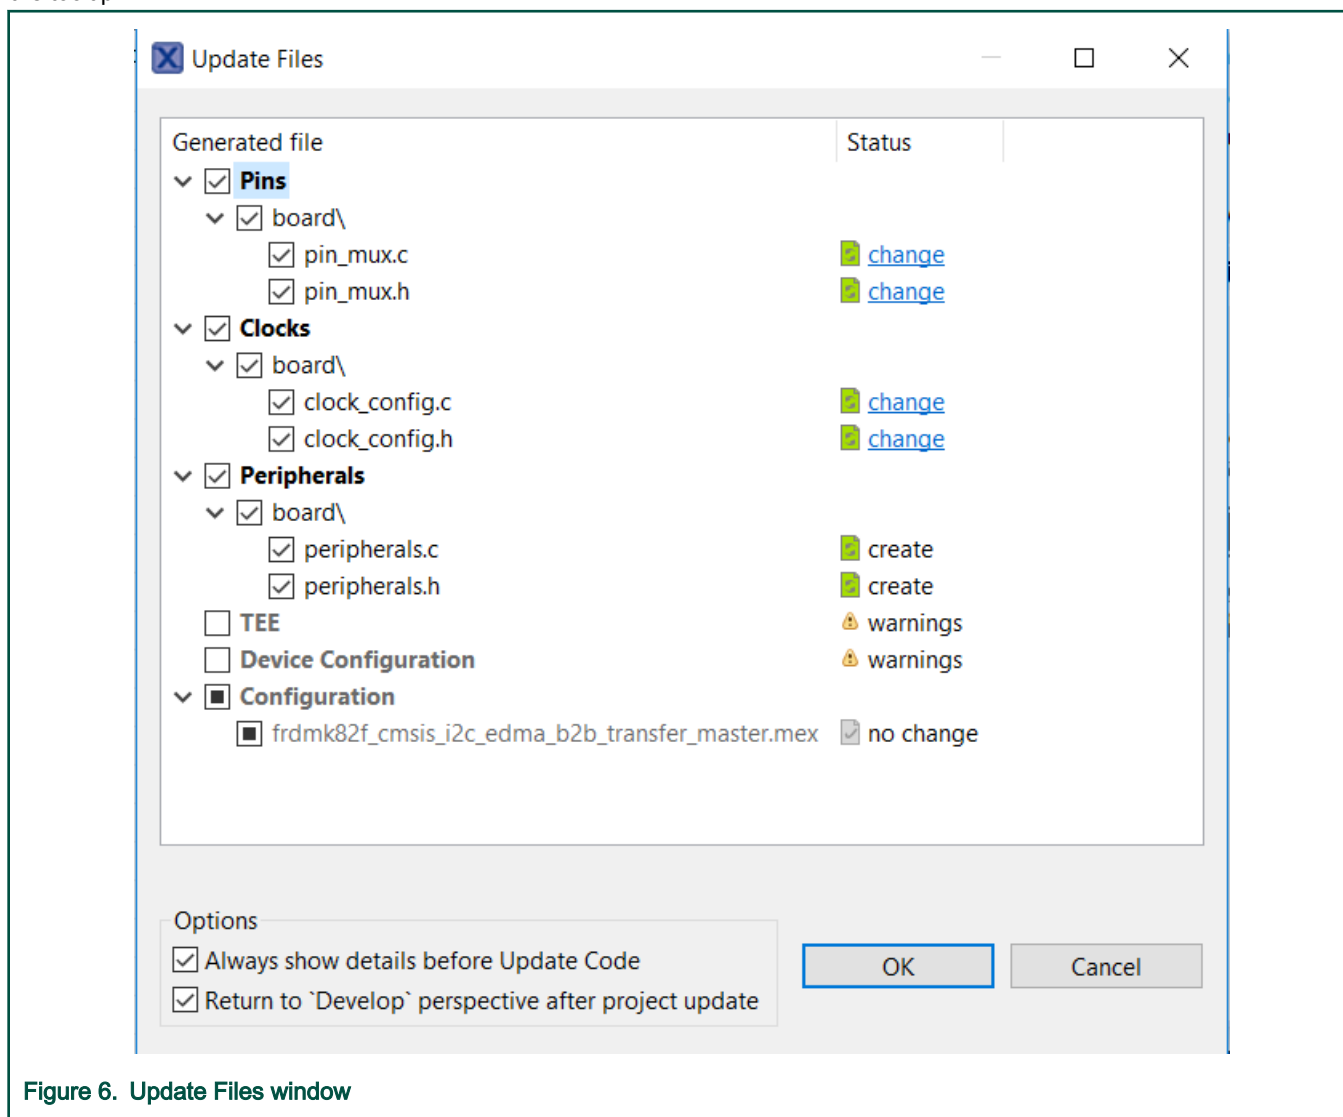 Update Files
Generated file Status
Pins
board\
pin_mux.c change
pin_mux.h change
Clocks
board\
clock_config.c change
clock_config.h change
Peripherals
board\
peripherals.c create
peripherals.h create
TEE warnings
Device Configuration warnings
Configuration
frdmk82f_cmsis_i2c_edma_b2b_transfer_master.mex no change
Options
Always show details before Update Code
Return to `Develop` perspective after project update
OK Cancel
Figure 6. Update Files window